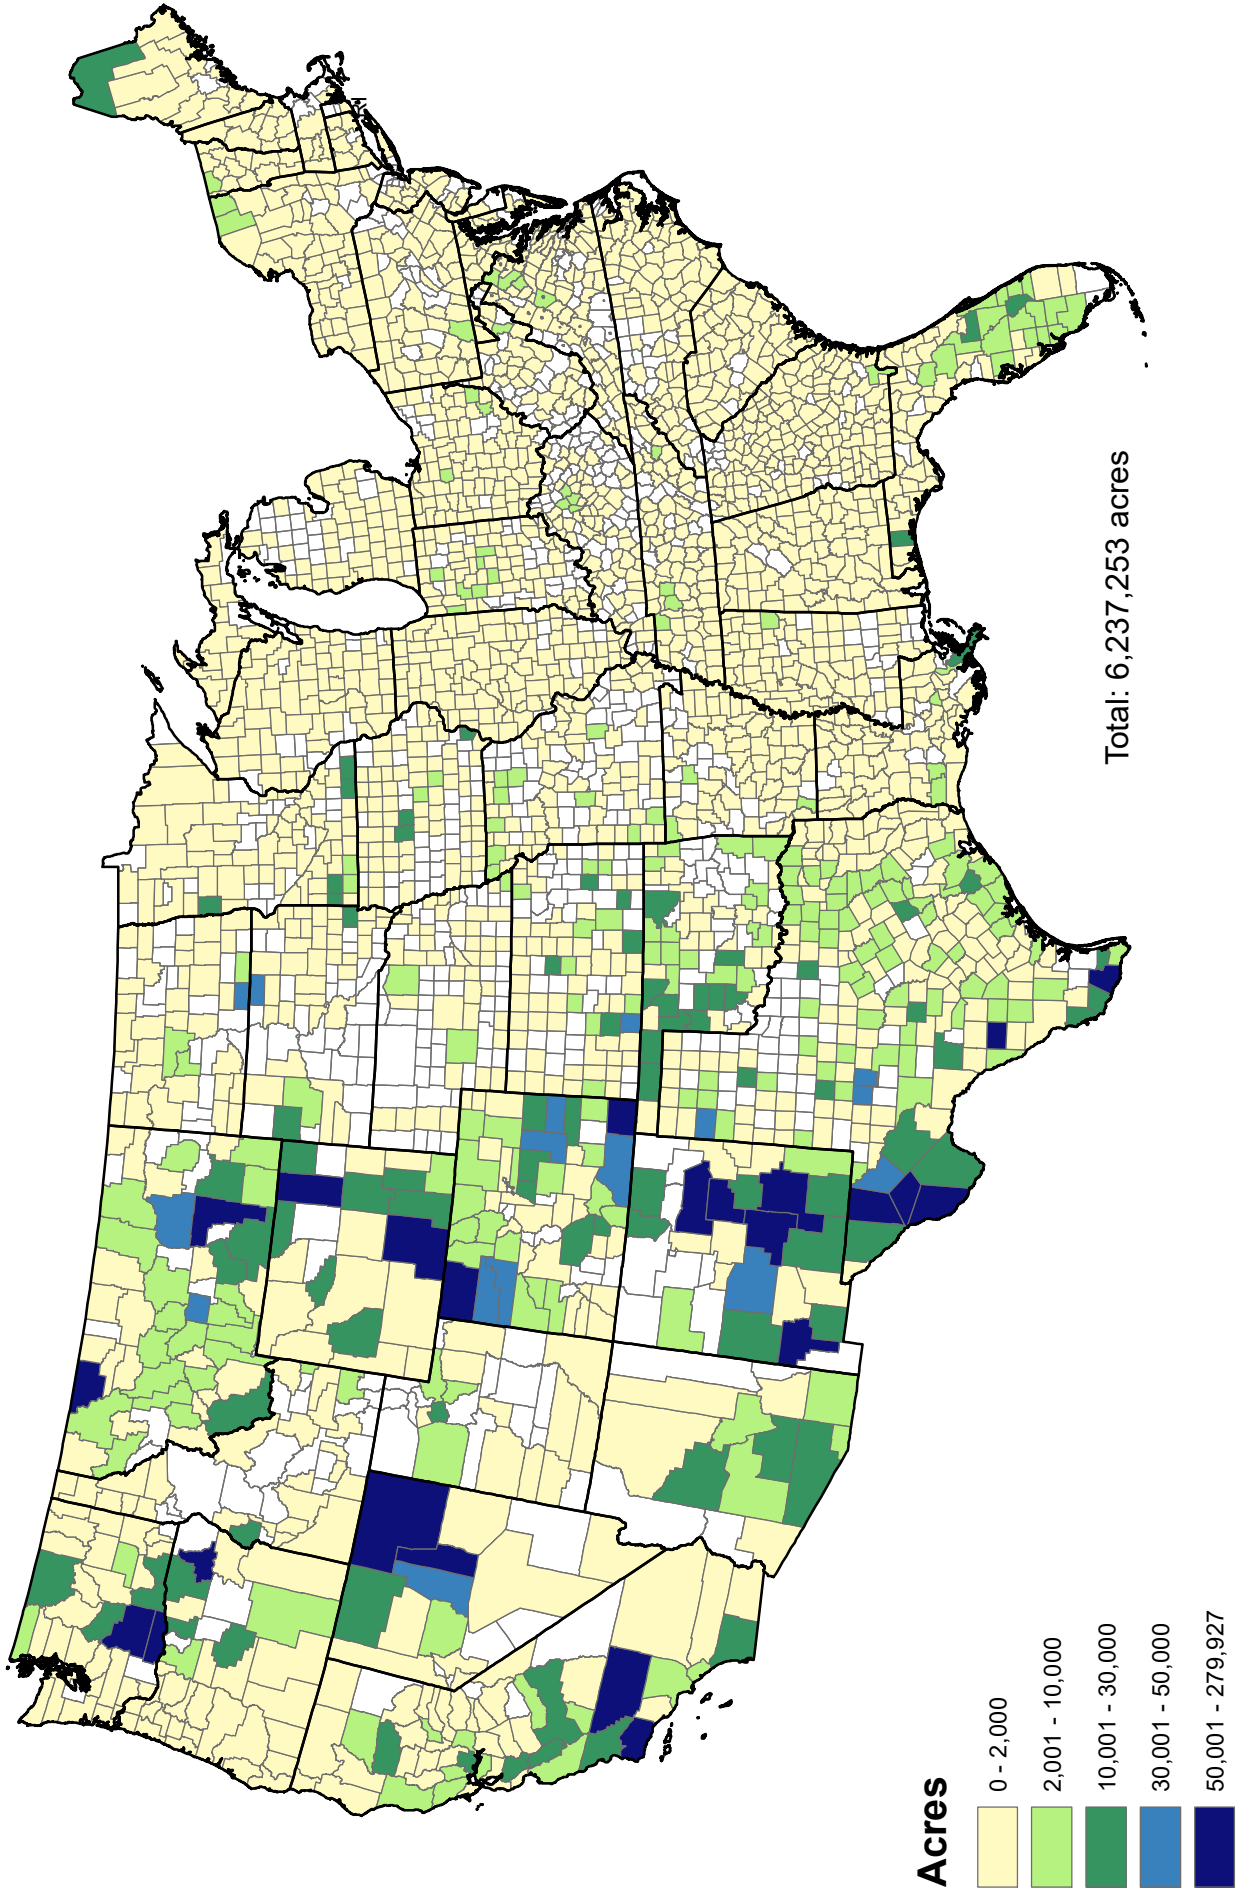 Total: 6,237,253 acres
Acres
0 - 2,000
2,001 - 10,000
10,001 - 30,000
30,001 - 50,000
50,001 - 279,927